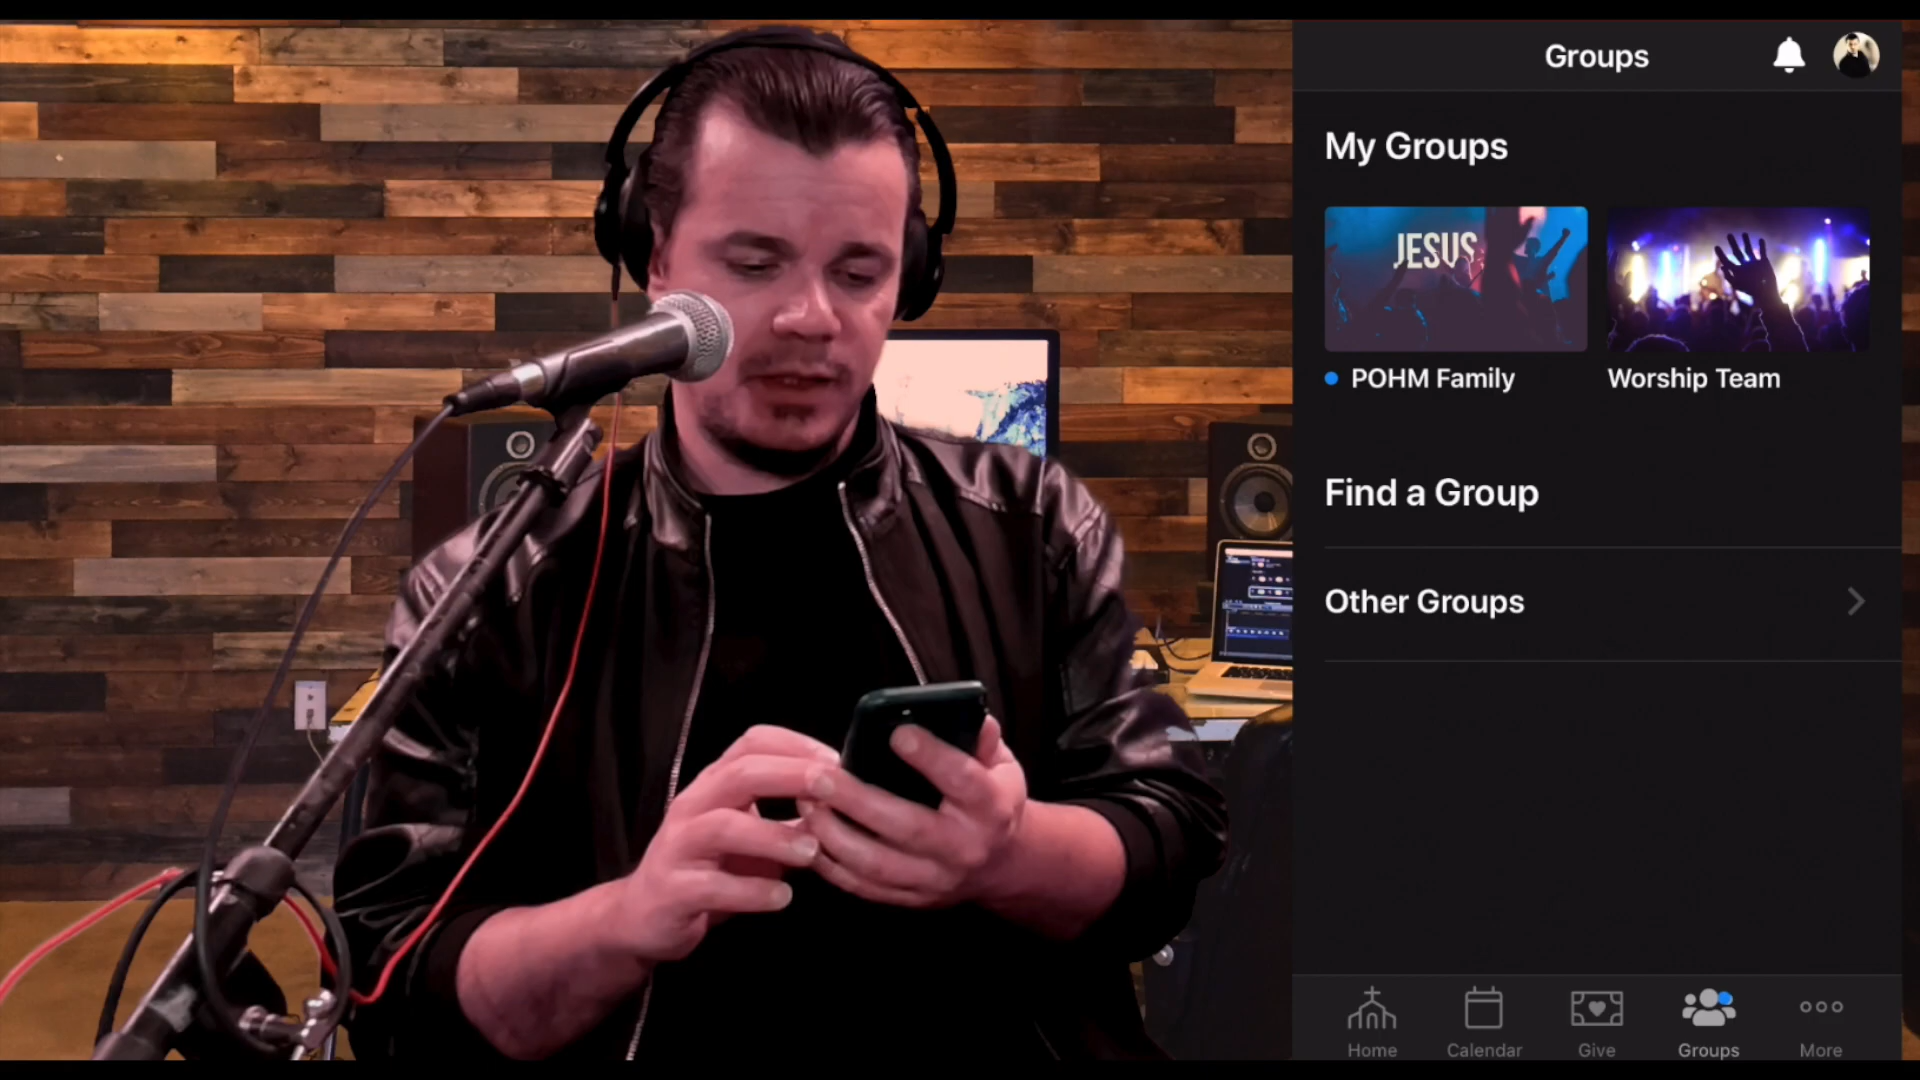 Groups
My Groups
JESUS
POHM Family
Worship Team
Find a Group
Other Groups
Home
Calendar
Give
Groups
More